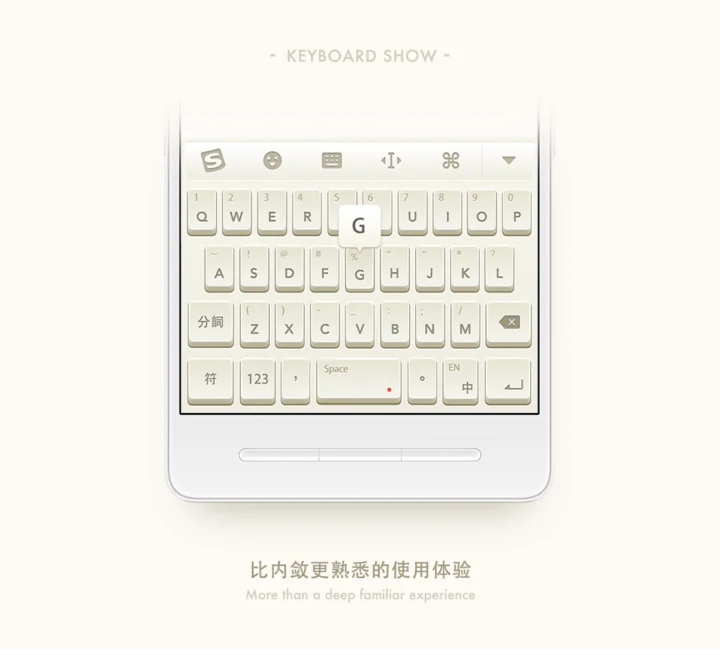 - KEYBOARD SHOW -
S
1 2 3 4 5 6 7 8 9 0
Q W E R U I O P
G
~ ! @ # % " " * ?
A S D F G H J K L
( ) - _ : ; /
分詞 Z X C V B N M
符 123 , Space 。 EN 中
比内敛更熟悉的使用体验
More than a deep familiar experience